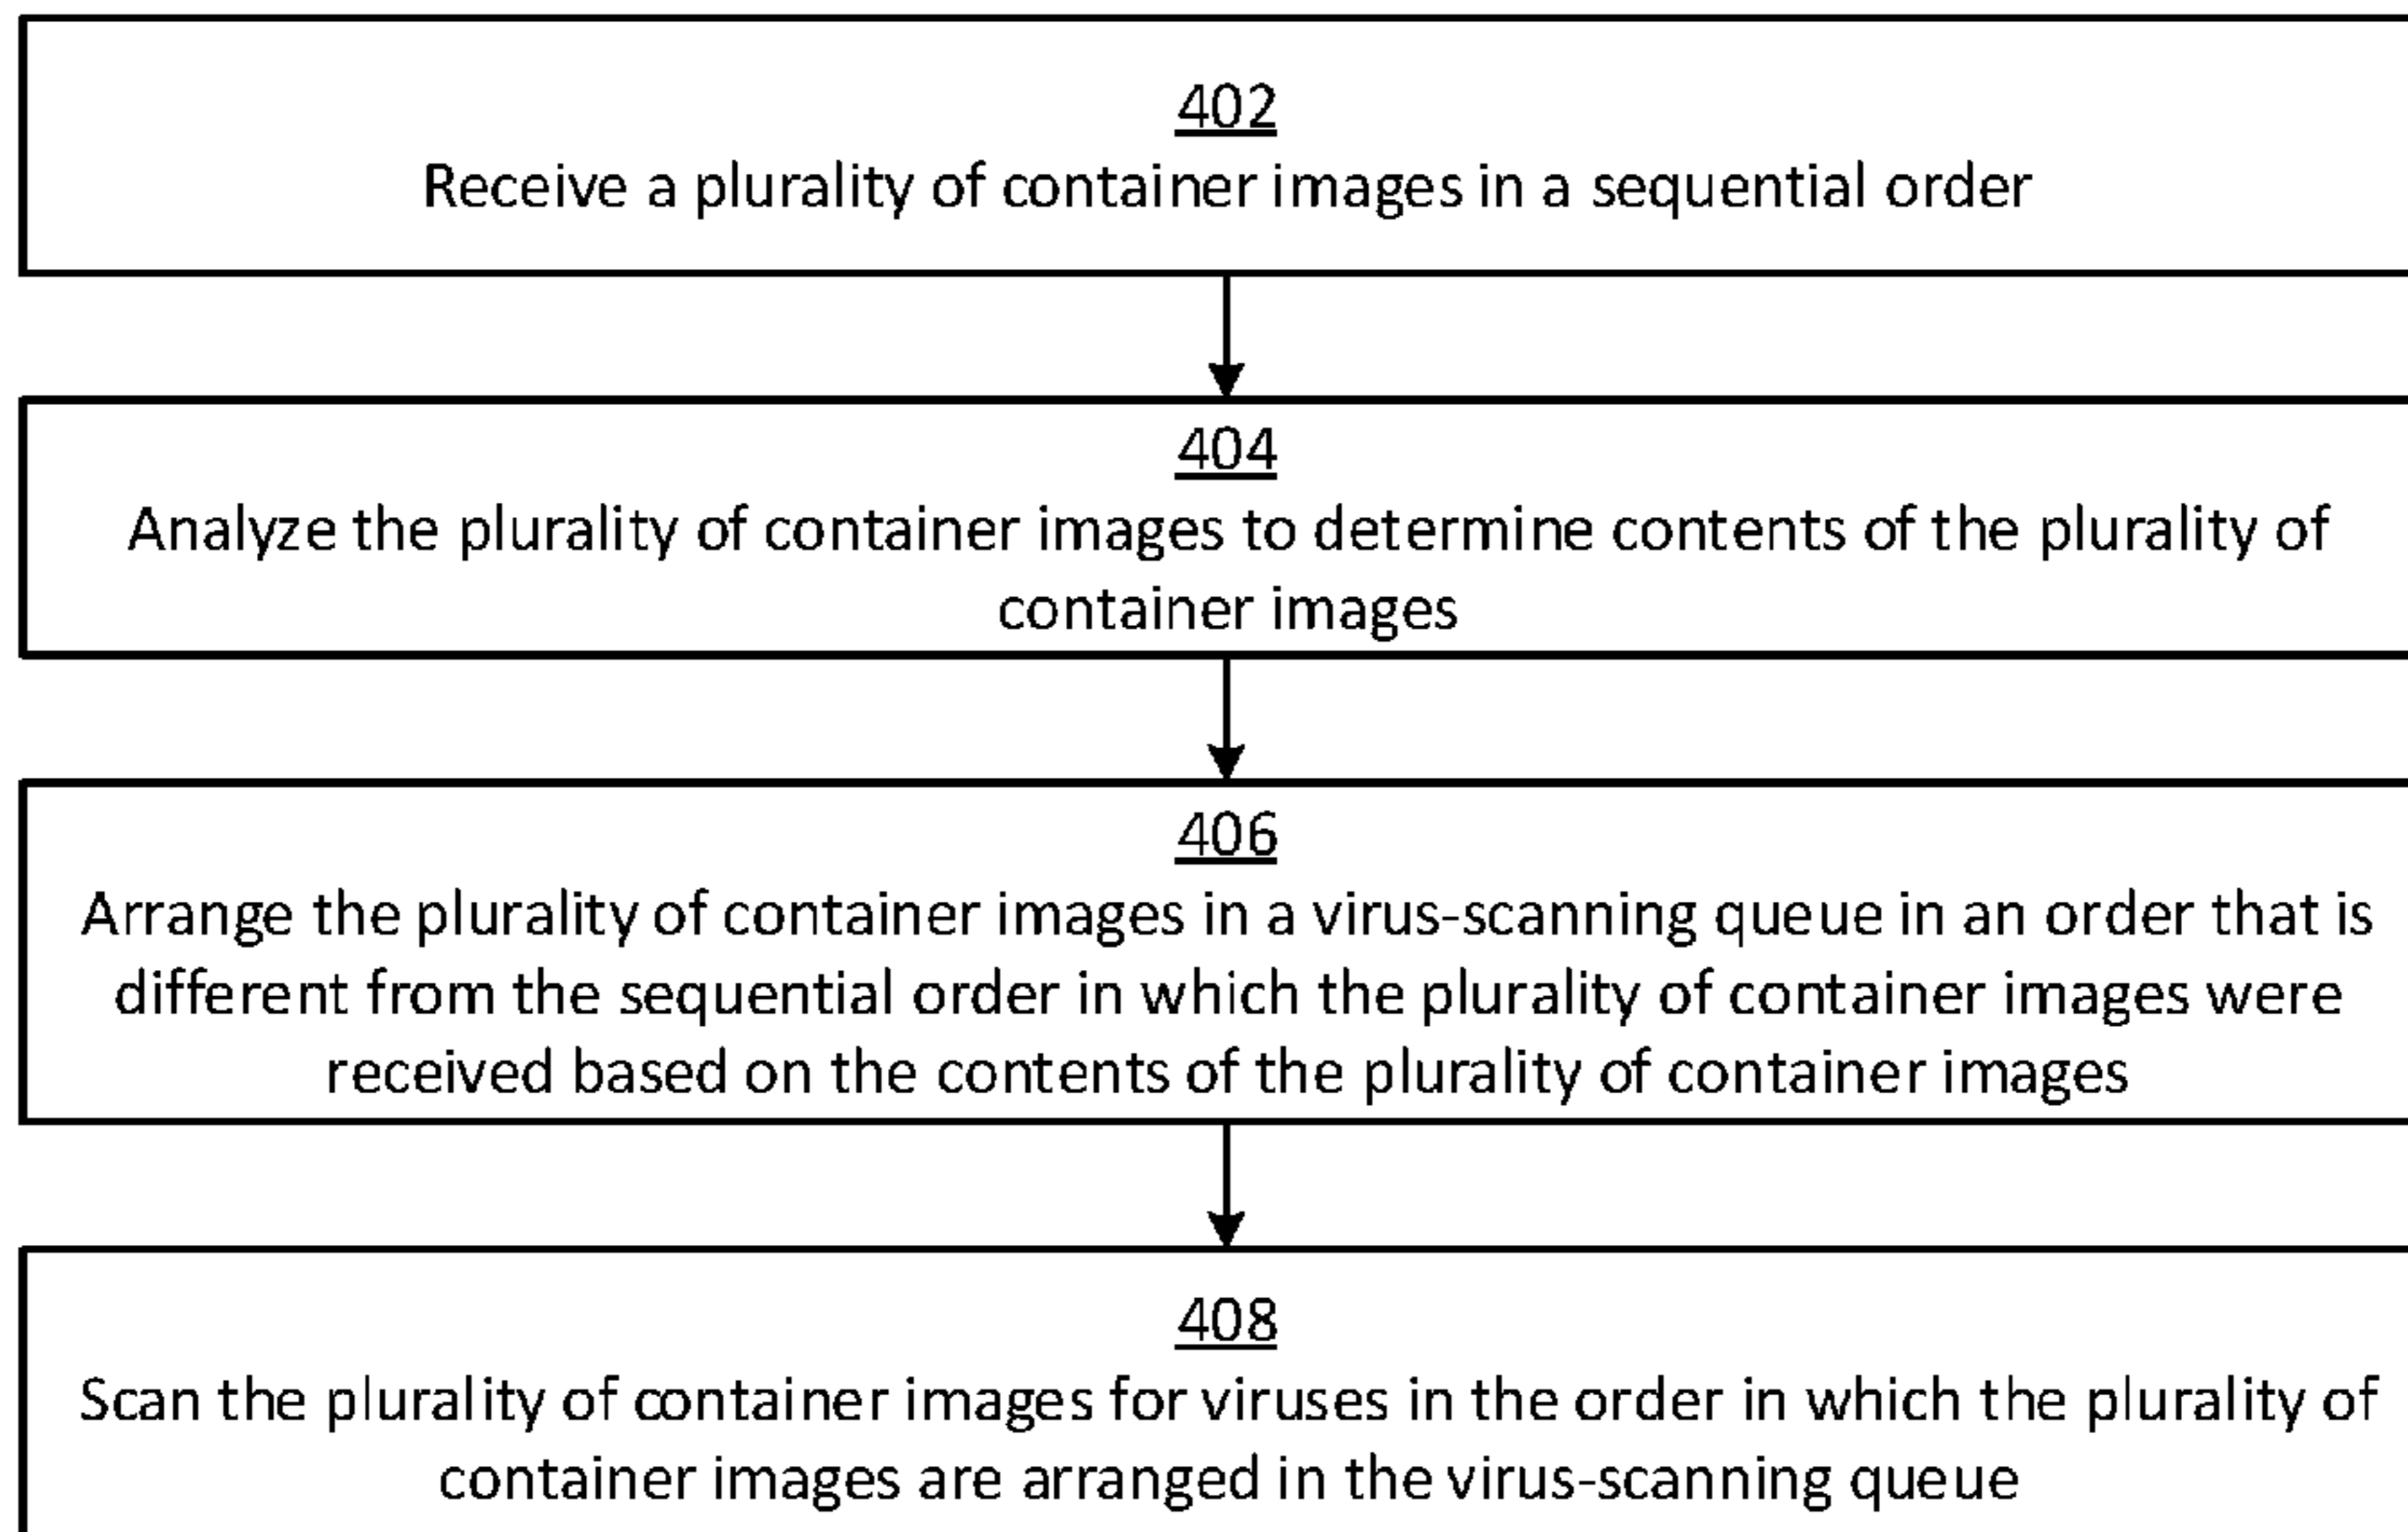 402
Receive a plurality of container images in a sequential order
404
Analyze the plurality of container images to determine contents of the plurality of
container images
406
Arrange the plurality of container images in a virus-scanning queue in an order that is
different from the sequential order in which the plurality of container images were
received based on the contents of the plurality of container images
408
Scan the plurality of container images for viruses in the order in which the plurality of
container images are arranged in the virus-scanning queue